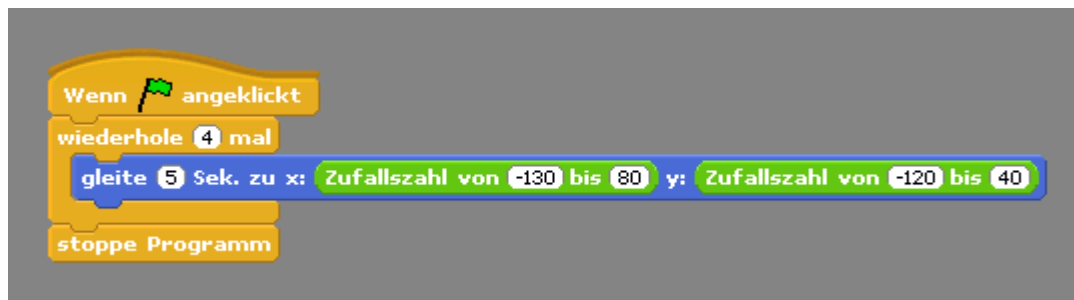 Wenn angeklickt
wiederhole 4 mal
gleite 5 Sek. zu x: Zufallszahl von -130 bis 80 y: Zufallszahl von -120 bis 40
stoppe Programm